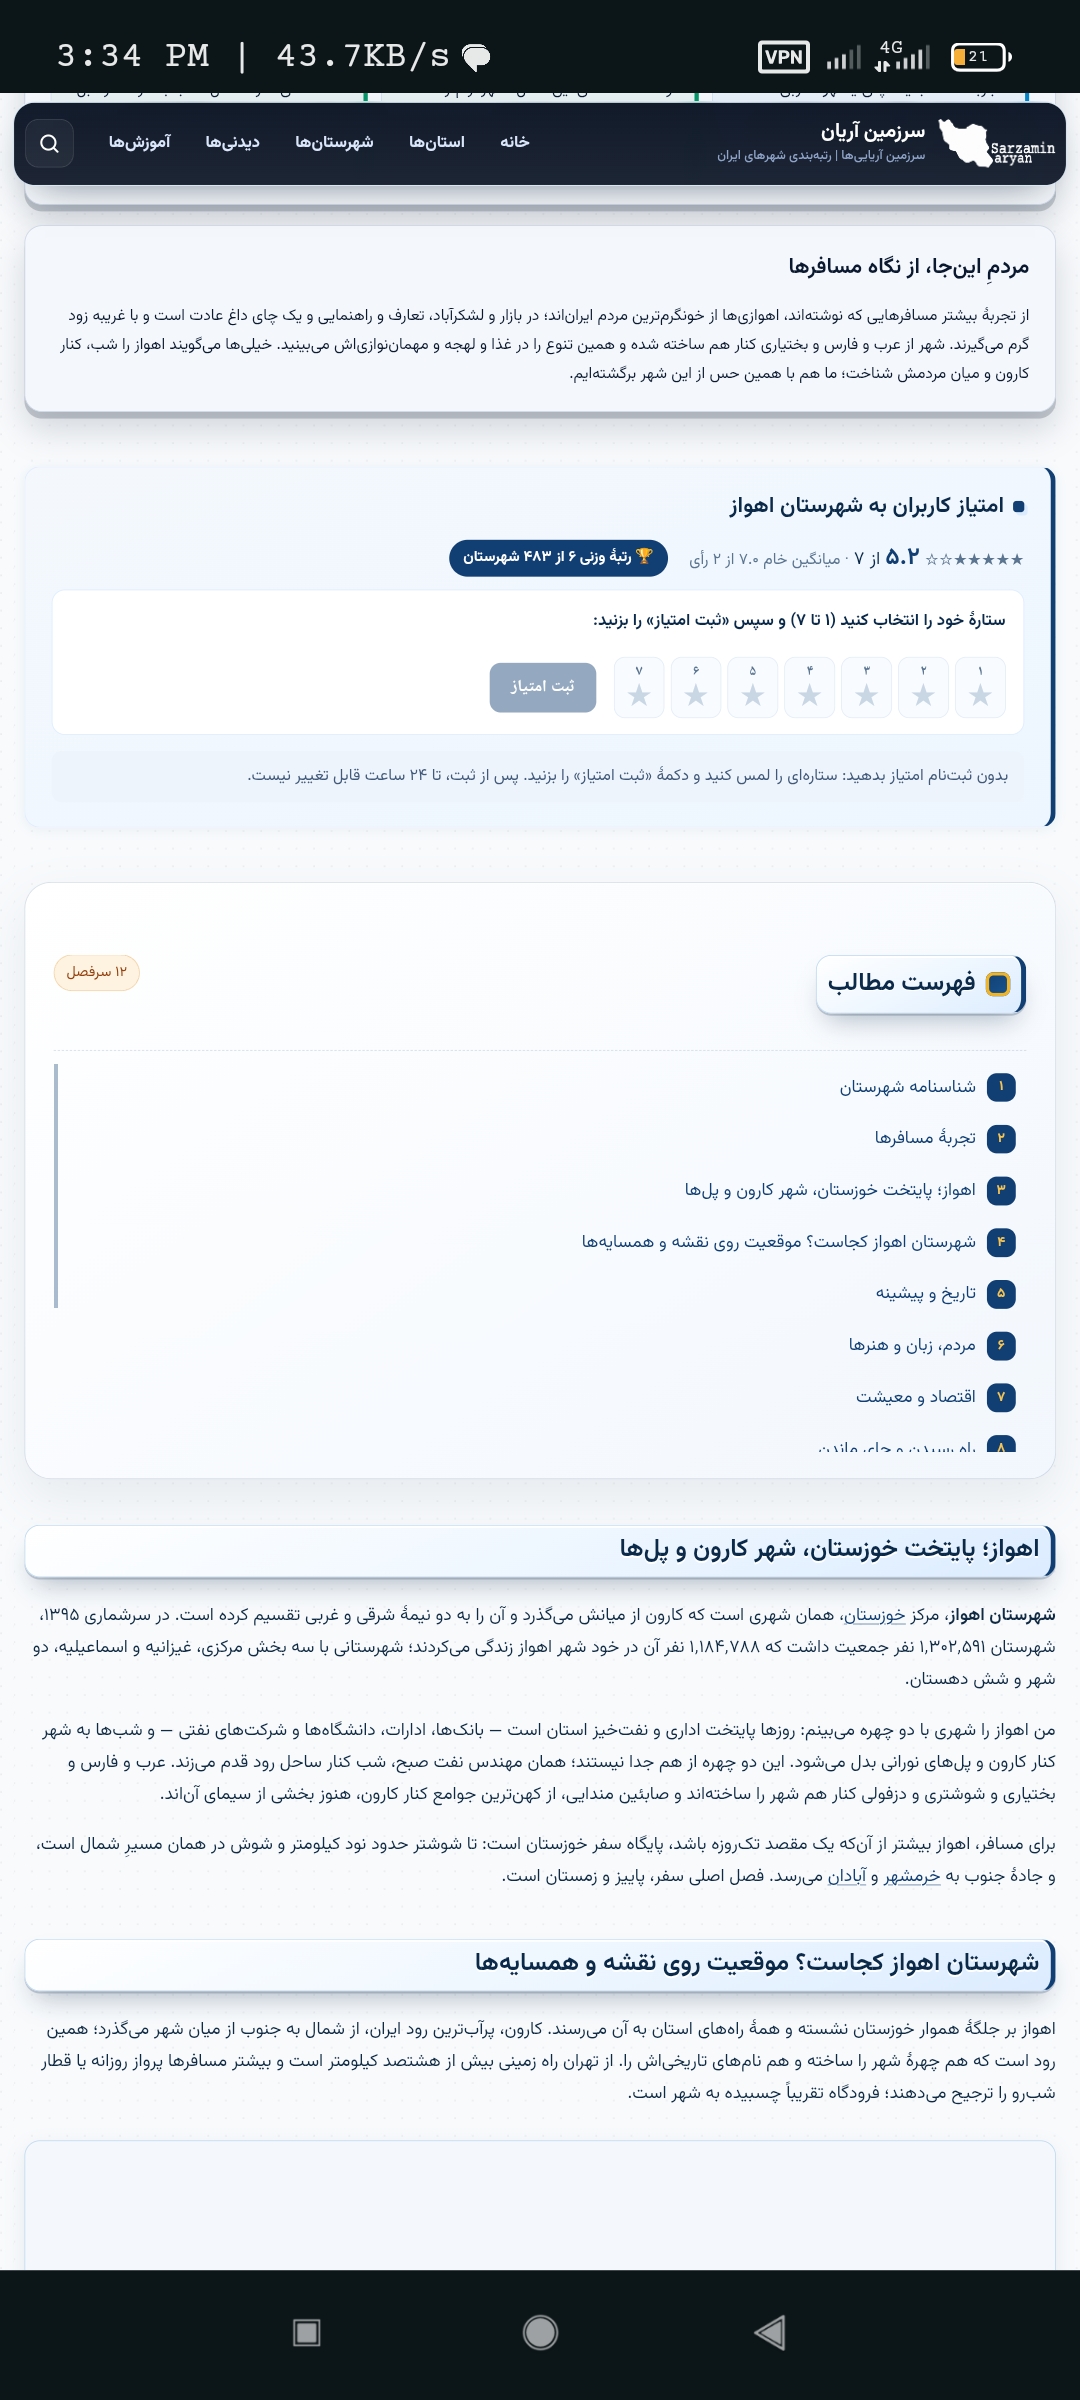 3:34 PM | 43.7KB/s
VPN 4G 21
Sarzamin aryan
سرزمین آریان
سرزمین آریایی‌ها | رتبه‌بندی شهرهای ایران
خانه استان‌ها شهرستان‌ها دیدنی‌ها آموزش‌ها
مردمِ این‌جا، از نگاه مسافرها
از تجربهٔ بیشتر مسافرهایی که نوشته‌اند، اهوازی‌ها از خونگرم‌ترین مردم ایران‌اند؛ در بازار و لشکرآباد، تعارف و راهنمایی و یک چای داغ عادت است و با غریبه زود
گرم می‌گیرند. شهر از عرب و فارس و بختیاری کنار هم ساخته شده و همین تنوع را در غذا و لهجه و مهمان‌نوازی‌اش می‌بینید. خیلی‌ها می‌گویند اهواز را شب، کنار
کارون و میان مردمش شناخت؛ ما هم با همین حس از این شهر برگشته‌ایم.
امتیاز کاربران به شهرستان اهواز
★★★★★☆☆ ۵.۲ از ۷ · میانگین خام ۷.۰ از ۲ رأی 🏆 رتبهٔ وزنی ۶ از ۴۸۳ شهرستان
ستارهٔ خود را انتخاب کنید (۱ تا ۷) و سپس «ثبت امتیاز» را بزنید:
۱ ۲ ۳ ۴ ۵ ۶ ۷
ثبت امتیاز
بدون ثبت‌نام امتیاز بدهید: ستاره‌ای را لمس کنید و دکمهٔ «ثبت امتیاز» را بزنید. پس از ثبت، تا ۲۴ ساعت قابل تغییر نیست.
فهرست مطالب
۱۲ سرفصل
۱ شناسنامه شهرستان
۲ تجربهٔ مسافرها
۳ اهواز؛ پایتخت خوزستان، شهر کارون و پل‌ها
۴ شهرستان اهواز کجاست؟ موقعیت روی نقشه و همسایه‌ها
۵ تاریخ و پیشینه
۶ مردم، زبان و هنرها
۷ اقتصاد و معیشت
۸ راه رسیدن و جای ماندن
اهواز؛ پایتخت خوزستان، شهر کارون و پل‌ها
شهرستان اهواز، مرکز خوزستان، همان شهری است که کارون از میانش می‌گذرد و آن را به دو نیمهٔ شرقی و غربی تقسیم کرده است. در سرشماری ۱۳۹۵،
شهرستان ۱,۳۰۲,۵۹۱ نفر جمعیت داشت که ۱,۱۸۴,۷۸۸ نفر آن در خود شهر اهواز زندگی می‌کردند؛ شهرستانی با سه بخش مرکزی، غیزانیه و اسماعیلیه، دو
شهر و شش دهستان.
من اهواز را شهری با دو چهره می‌بینم: روزها پایتخت اداری و نفت‌خیز استان است — بانک‌ها، ادارات، دانشگاه‌ها و شرکت‌های نفتی — و شب‌ها به شهر
کنار کارون و پل‌های نورانی بدل می‌شود. این دو چهره از هم جدا نیستند؛ همان مهندس نفت صبح، شب کنار ساحل رود قدم می‌زند. عرب و فارس و
بختیاری و شوشتری و دزفولی کنار هم شهر را ساخته‌اند و صابئین مندایی، از کهن‌ترین جوامع کنار کارون، هنوز بخشی از سیمای آن‌اند.
برای مسافر، اهواز بیشتر از آن‌که یک مقصد تک‌روزه باشد، پایگاه سفر خوزستان است: تا شوشتر حدود نود کیلومتر و شوش در همان مسیرِ شمال است،
و جادهٔ جنوب به خرمشهر و آبادان می‌رسد. فصل اصلی سفر، پاییز و زمستان است.
شهرستان اهواز کجاست؟ موقعیت روی نقشه و همسایه‌ها
اهواز بر جلگهٔ هموار خوزستان نشسته و همهٔ راه‌های استان به آن می‌رسند. کارون، پرآب‌ترین رود ایران، از شمال به جنوب از میان شهر می‌گذرد؛ همین
رود است که هم چهرهٔ شهر را ساخته و هم نام‌های تاریخی‌اش را. از تهران راه زمینی بیش از هشتصد کیلومتر است و بیشتر مسافرها پرواز روزانه یا قطار
شب‌رو را ترجیح می‌دهند؛ فرودگاه تقریباً چسبیده به شهر است.